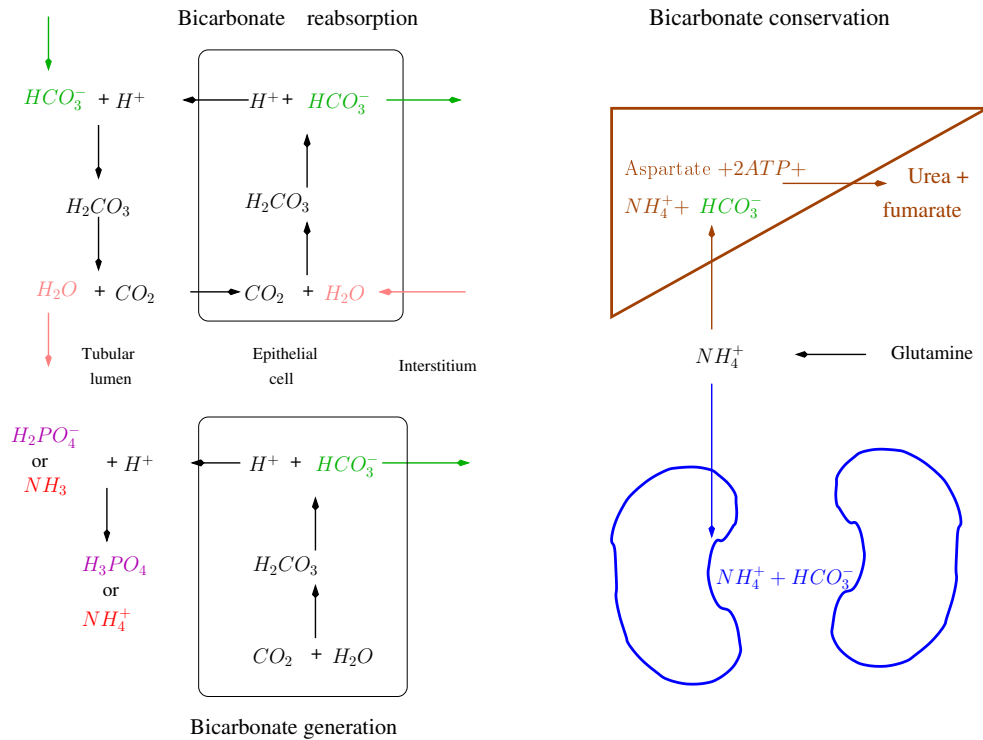 Bicarbonate reabsorption
HCO₃⁻ + H⁺
H⁺ + HCO₃⁻
H₂CO₃
H₂CO₃
H₂O + CO₂
CO₂ + H₂O
Tubular
lumen
Epithelial
cell
Interstitium
H₂PO₄⁻
or
NH₃
+ H⁺
H⁺ + HCO₃⁻
H₃PO₄
or
NH₄⁺
H₂CO₃
CO₂ + H₂O
Bicarbonate generation
Bicarbonate conservation
Aspartate +2ATP+
NH₄⁺+ HCO₃⁻
Urea +
fumarate
NH₄⁺
Glutamine
NH₄⁺ + HCO₃⁻